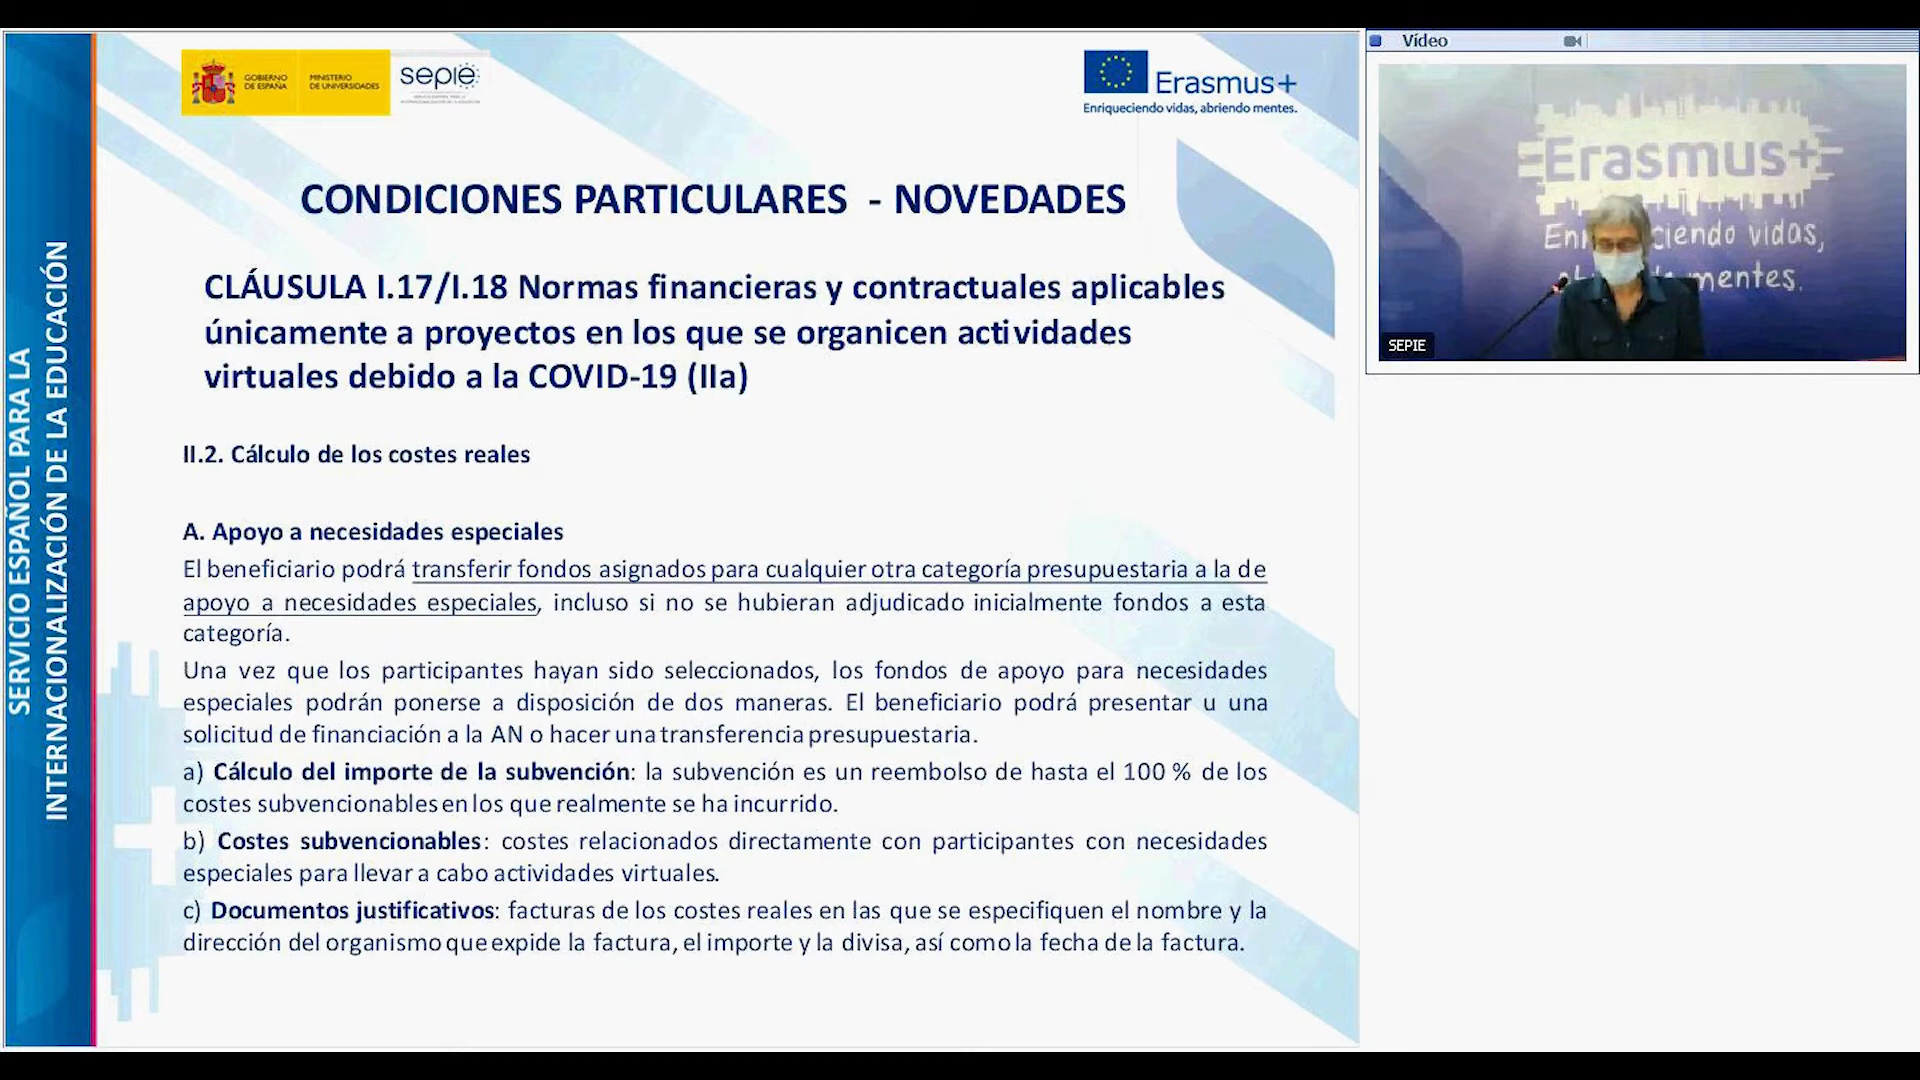 SERVICIO ESPAÑOL PARA LA
INTERNACIONALIZACIÓN DE LA EDUCACIÓN
GOBIERNO
DE ESPAÑA
MINISTERIO
DE UNIVERSIDADES
sepie
Erasmus+
Enriqueciendo vidas, abriendo mentes.
CONDICIONES PARTICULARES - NOVEDADES
CLÁUSULA I.17/I.18 Normas financieras y contractuales aplicables
únicamente a proyectos en los que se organicen actividades
virtuales debido a la COVID-19 (IIa)
II.2. Cálculo de los costes reales
A. Apoyo a necesidades especiales
El beneficiario podrá transferir fondos asignados para cualquier otra categoría presupuestaria a la de
apoyo a necesidades especiales, incluso si no se hubieran adjudicado inicialmente fondos a esta
categoría.
Una vez que los participantes hayan sido seleccionados, los fondos de apoyo para necesidades
especiales podrán ponerse a disposición de dos maneras. El beneficiario podrá presentar u una
solicitud de financiación a la AN o hacer una transferencia presupuestaria.
a) Cálculo del importe de la subvención: la subvención es un reembolso de hasta el 100 % de los
costes subvencionables en los que realmente se ha incurrido.
b) Costes subvencionables: costes relacionados directamente con participantes con necesidades
especiales para llevar a cabo actividades virtuales.
c) Documentos justificativos: facturas de los costes reales en las que se especifiquen el nombre y la
dirección del organismo que expide la factura, el importe y la divisa, así como la fecha de la factura.
Vídeo
Erasmus+
ciendo vidas,
mentes.
SEPIE